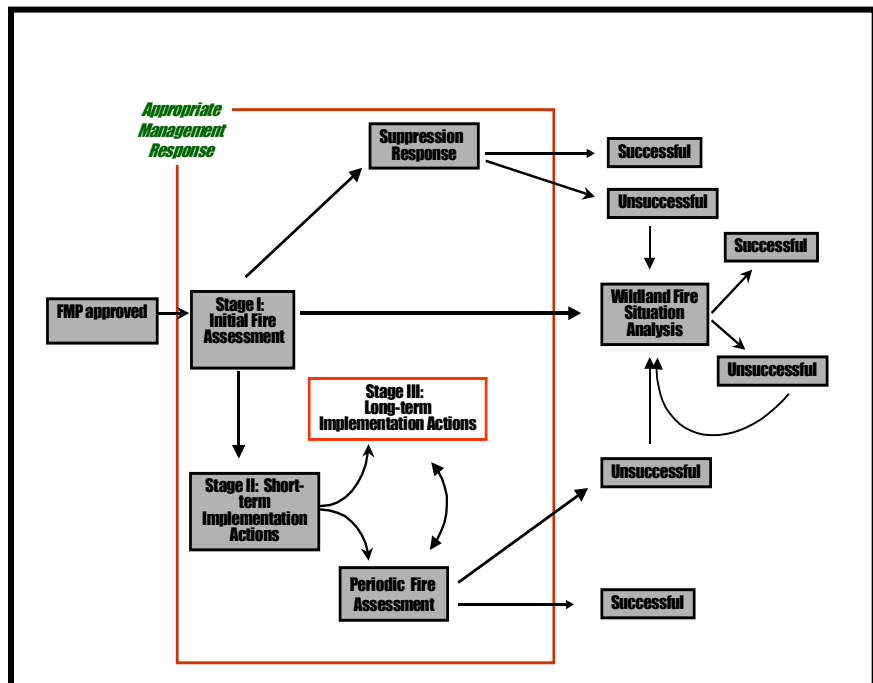 Appropriate
Management
Response
Suppression
Response
Successful
Unsuccessful
Successful
FMP approved
Stage I:
Initial Fire
Assessment
Wildland Fire
Situation
Analysis
Unsuccessful
Stage III:
Long-term
Implementation Actions
Stage II: Short-
term
Implementation
Actions
Unsuccessful
Periodic Fire
Assessment
Successful